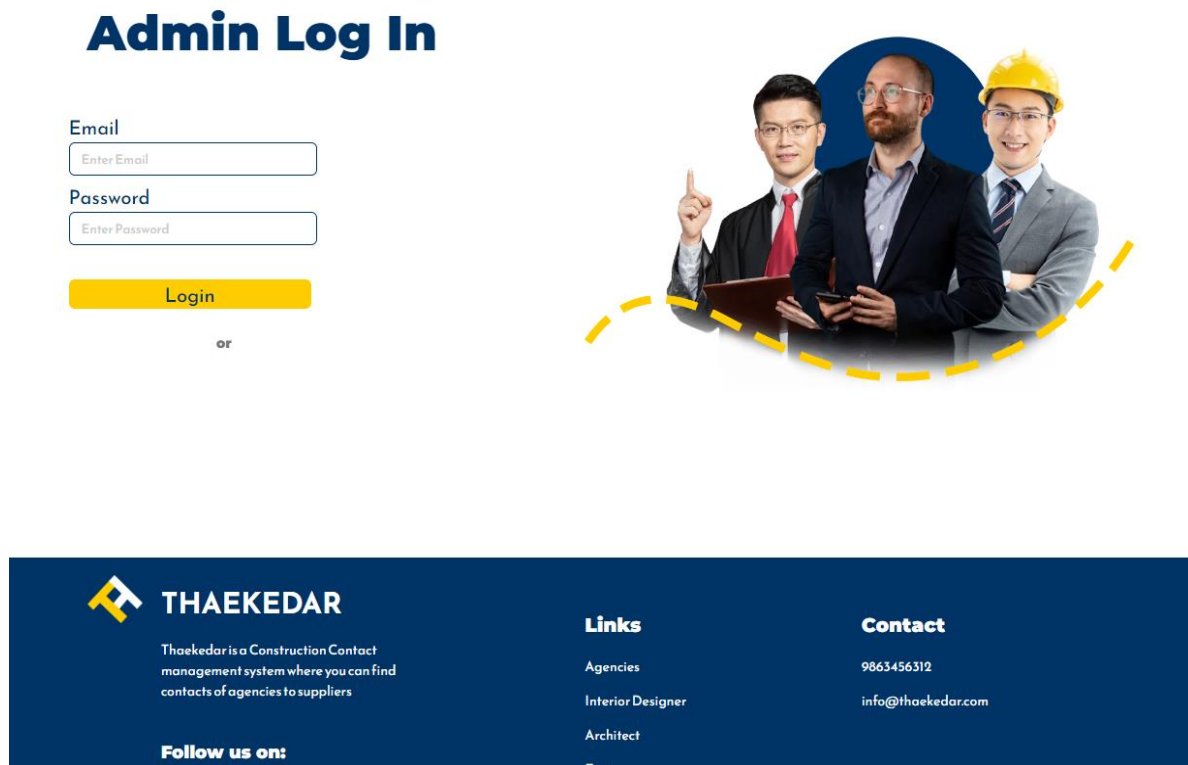 Admin Log In
Email
Enter Email
Password
Enter Password
Login
or
THAEKEDAR
Thaekedar is a Construction Contact
management system where you can find
contacts of agencies to suppliers
Follow us on:
Links
Agencies
Interior Designer
Architect
Contact
9863456312
info@thaekedar.com